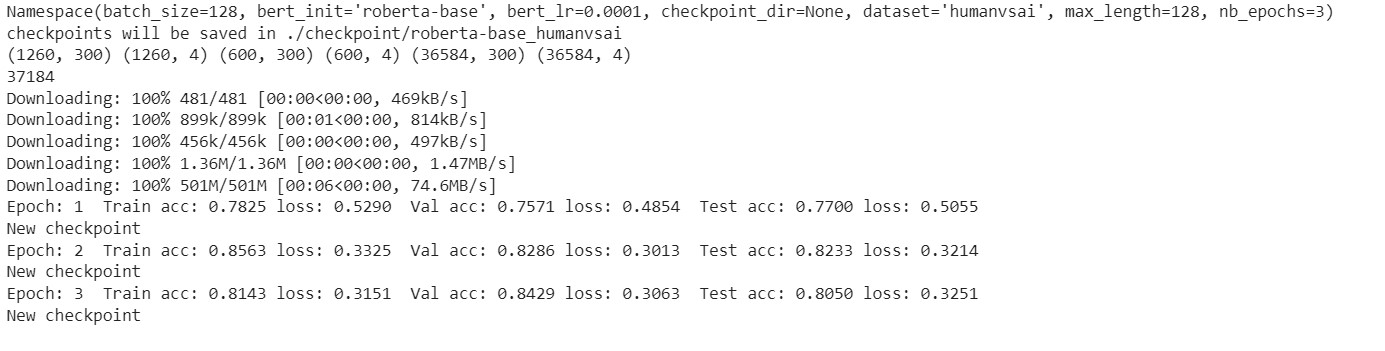 Namespace(batch_size=128, bert_init='roberta-base', bert_lr=0.0001, checkpoint_dir=None, dataset='humanvsai', max_length=128, nb_epochs=3)
checkpoints will be saved in ./checkpoint/roberta-base_humanvsai
(1260, 300) (1260, 4) (600, 300) (600, 4) (36584, 300) (36584, 4)
37184
Downloading: 100% 481/481 [00:00<00:00, 469kB/s]
Downloading: 100% 899k/899k [00:01<00:00, 814kB/s]
Downloading: 100% 456k/456k [00:00<00:00, 497kB/s]
Downloading: 100% 1.36M/1.36M [00:00<00:00, 1.47MB/s]
Downloading: 100% 501M/501M [00:06<00:00, 74.6MB/s]
Epoch: 1  Train acc: 0.7825 loss: 0.5290  Val acc: 0.7571 loss: 0.4854  Test acc: 0.7700 loss: 0.5055
New checkpoint
Epoch: 2  Train acc: 0.8563 loss: 0.3325  Val acc: 0.8286 loss: 0.3013  Test acc: 0.8233 loss: 0.3214
New checkpoint
Epoch: 3  Train acc: 0.8143 loss: 0.3151  Val acc: 0.8429 loss: 0.3063  Test acc: 0.8050 loss: 0.3251
New checkpoint